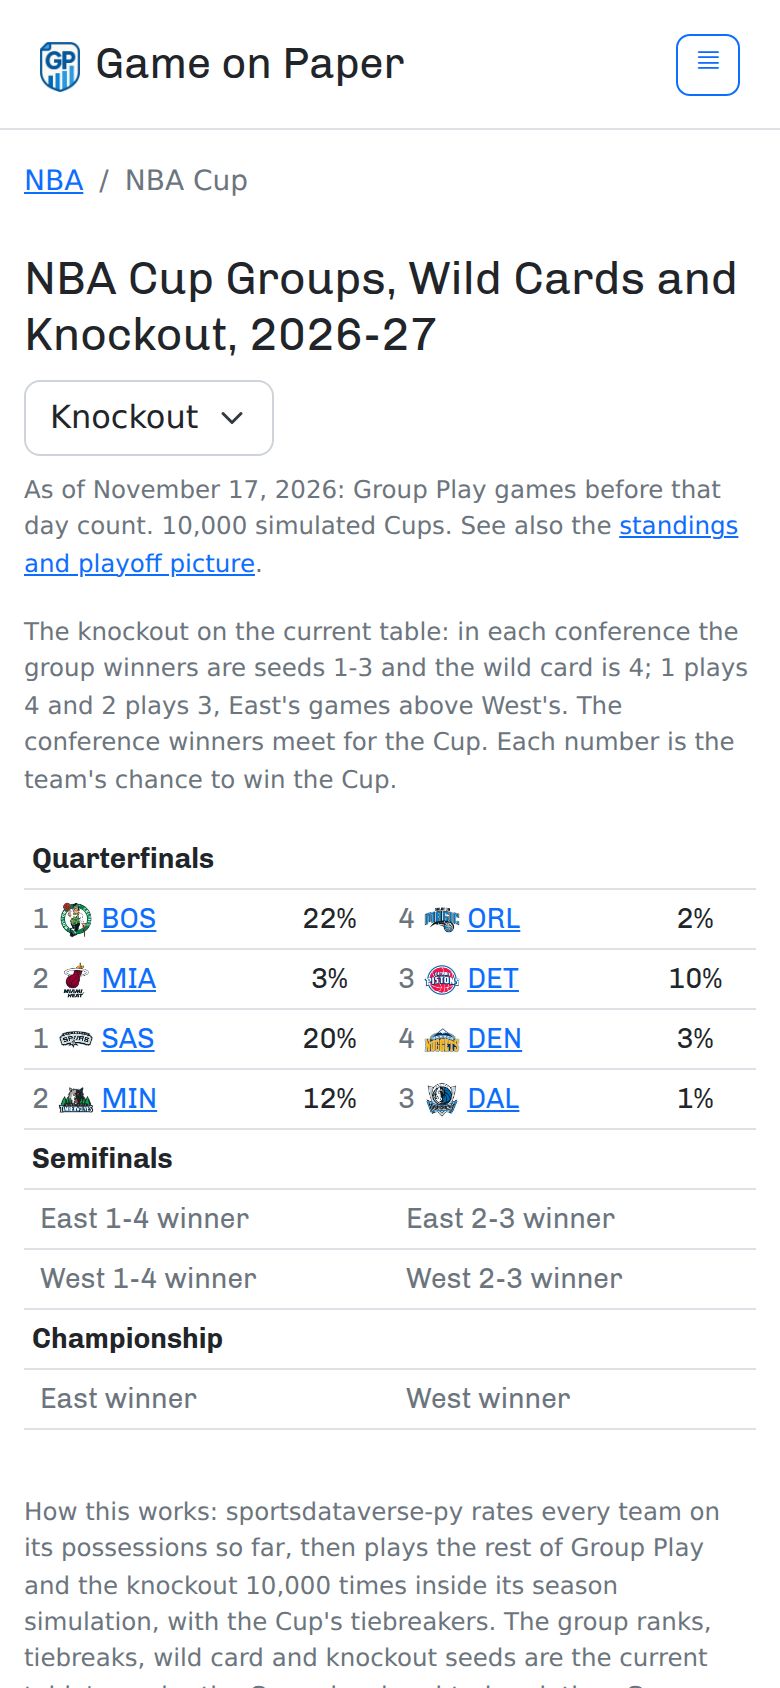 GP Game on Paper
NBA / NBA Cup
NBA Cup Groups, Wild Cards and
Knockout, 2026-27
Knockout
As of November 17, 2026: Group Play games before that
day count. 10,000 simulated Cups. See also the standings
and playoff picture.
The knockout on the current table: in each conference the
group winners are seeds 1-3 and the wild card is 4; 1 plays
4 and 2 plays 3, East's games above West's. The
conference winners meet for the Cup. Each number is the
team's chance to win the Cup.
Quarterfinals
1 BOS 22% 4 ORL 2%
2 MIA 3% 3 DET 10%
1 SAS 20% 4 DEN 3%
2 MIN 12% 3 DAL 1%
Semifinals
East 1-4 winner East 2-3 winner
West 1-4 winner West 2-3 winner
Championship
East winner West winner
How this works: sportsdataverse-py rates every team on
its possessions so far, then plays the rest of Group Play
and the knockout 10,000 times inside its season
simulation, with the Cup's tiebreakers. The group ranks,
tiebreaks, wild card and knockout seeds are the current